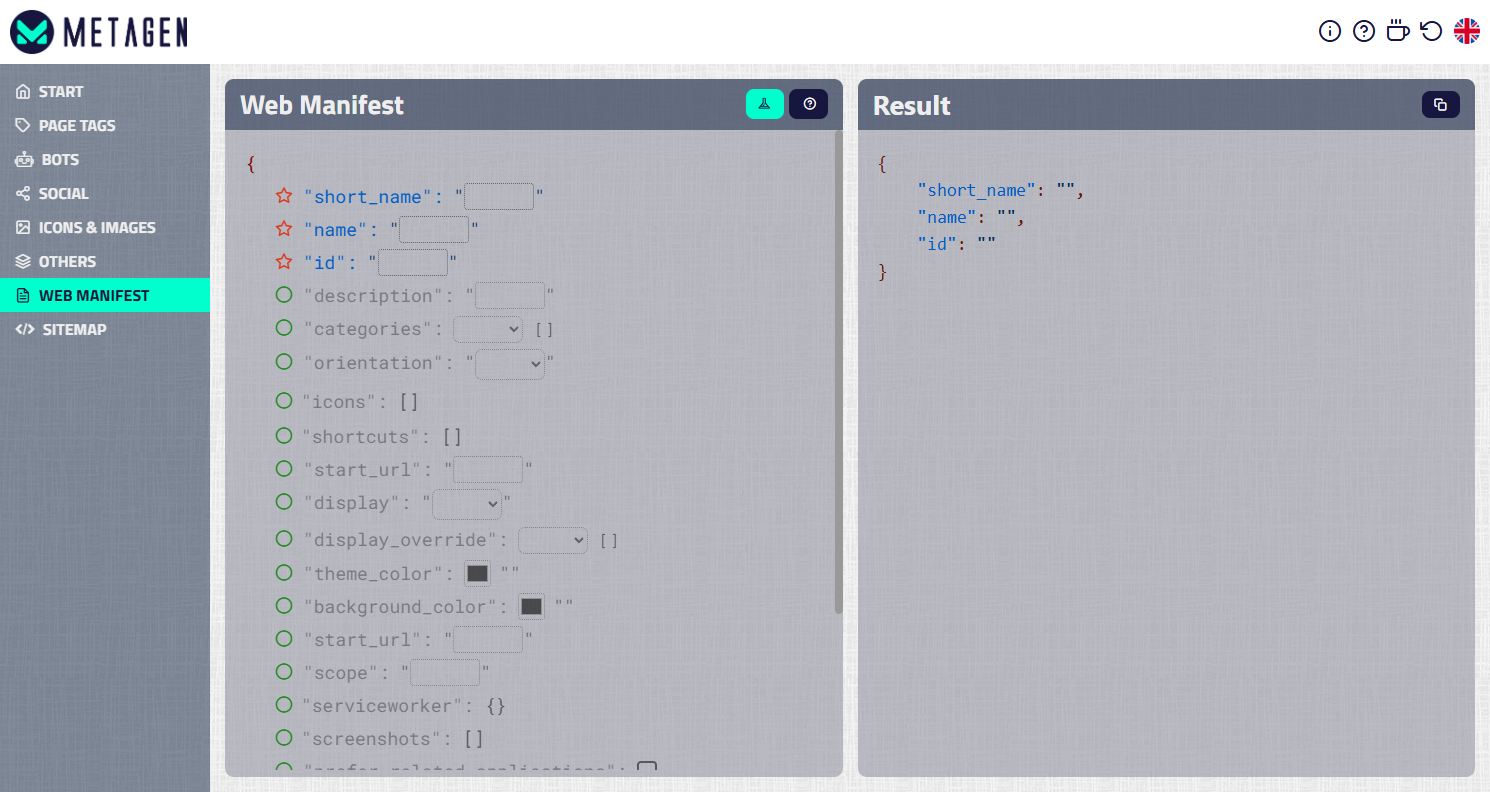 METAGEN
START
PAGE TAGS
BOTS
SOCIAL
ICONS & IMAGES
OTHERS
WEB MANIFEST
SITEMAP
Web Manifest
{
"short_name": ""
"name": ""
"id": ""
"description": ""
"categories": []
"orientation": ""
"icons": []
"shortcuts": []
"start_url": ""
"display": ""
"display_override": []
"theme_color": ""
"background_color": ""
"start_url": ""
"scope": ""
"serviceworker": {}
"screenshots": []
"prefer_related_applications":
Result
{
"short_name": "",
"name": "",
"id": ""
}